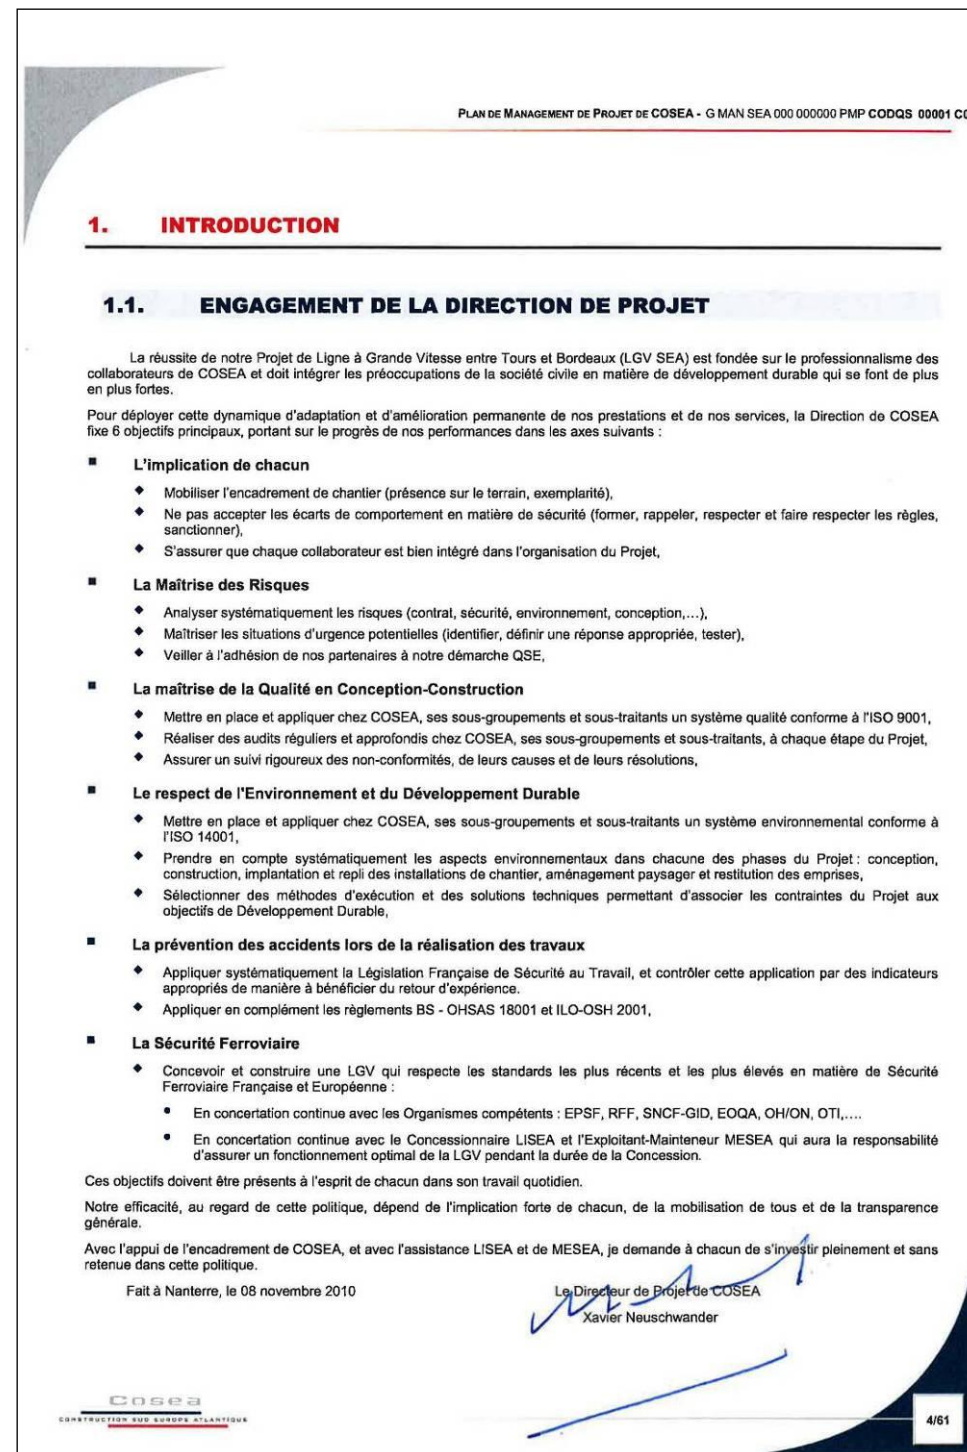 PLAN DE MANAGEMENT DE PROJET DE COSEA - G MAN SEA 000 000000 PMP CODQS 00001 C0
1. INTRODUCTION
1.1. ENGAGEMENT DE LA DIRECTION DE PROJET
La réussite de notre Projet de Ligne à Grande Vitesse entre Tours et Bordeaux (LGV SEA) est fondée sur le professionnalisme des
collaborateurs de COSEA et doit intégrer les préoccupations de la société civile en matière de développement durable qui se font de plus
en plus fortes.
Pour déployer cette dynamique d'adaptation et d'amélioration permanente de nos prestations et de nos services, la Direction de COSEA
fixe 6 objectifs principaux, portant sur le progrès de nos performances dans les axes suivants :
■ L'implication de chacun
◆ Mobiliser l'encadrement de chantier (présence sur le terrain, exemplarité),
◆ Ne pas accepter les écarts de comportement en matière de sécurité (former, rappeler, respecter et faire respecter les règles,
sanctionner),
◆ S'assurer que chaque collaborateur est bien intégré dans l'organisation du Projet,
■ La Maîtrise des Risques
◆ Analyser systématiquement les risques (contrat, sécurité, environnement, conception,...),
◆ Maîtriser les situations d'urgence potentielles (identifier, définir une réponse appropriée, tester),
◆ Veiller à l'adhésion de nos partenaires à notre démarche QSE,
■ La maîtrise de la Qualité en Conception-Construction
◆ Mettre en place et appliquer chez COSEA, ses sous-groupements et sous-traitants un système qualité conforme à l'ISO 9001,
◆ Réaliser des audits réguliers et approfondis chez COSEA, ses sous-groupements et sous-traitants, à chaque étape du Projet,
◆ Assurer un suivi rigoureux des non-conformités, de leurs causes et de leurs résolutions,
■ Le respect de l'Environnement et du Développement Durable
◆ Mettre en place et appliquer chez COSEA, ses sous-groupements et sous-traitants un système environnemental conforme à
l'ISO 14001,
◆ Prendre en compte systématiquement les aspects environnementaux dans chacune des phases du Projet : conception,
construction, implantation et repli des installations de chantier, aménagement paysager et restitution des emprises,
◆ Sélectionner des méthodes d'exécution et des solutions techniques permettant d'associer les contraintes du Projet aux
objectifs de Développement Durable,
■ La prévention des accidents lors de la réalisation des travaux
◆ Appliquer systématiquement la Législation Française de Sécurité au Travail, et contrôler cette application par des indicateurs
appropriés de manière à bénéficier du retour d'expérience.
◆ Appliquer en complément les règlements BS - OHSAS 18001 et ILO-OSH 2001,
■ La Sécurité Ferroviaire
◆ Concevoir et construire une LGV qui respecte les standards les plus récents et les plus élevés en matière de Sécurité
Ferroviaire Française et Européenne :
• En concertation continue avec les Organismes compétents : EPSF, RFF, SNCF-GID, EOQA, OH/ON, OTI,....
• En concertation continue avec le Concessionnaire LISEA et l'Exploitant-Mainteneur MESEA qui aura la responsabilité
d'assurer un fonctionnement optimal de la LGV pendant la durée de la Concession.
Ces objectifs doivent être présents à l'esprit de chacun dans son travail quotidien.
Notre efficacité, au regard de cette politique, dépend de l'implication forte de chacun, de la mobilisation de tous et de la transparence
générale.
Avec l'appui de l'encadrement de COSEA, et avec l'assistance LISEA et de MESEA, je demande à chacun de s'investir pleinement et sans
retenue dans cette politique.
Fait à Nanterre, le 08 novembre 2010
Le Directeur de Projet de COSEA
Xavier Neuschwander
Cosea
CONSTRUCTION SUD EUROPE ATLANTIQUE
4/61